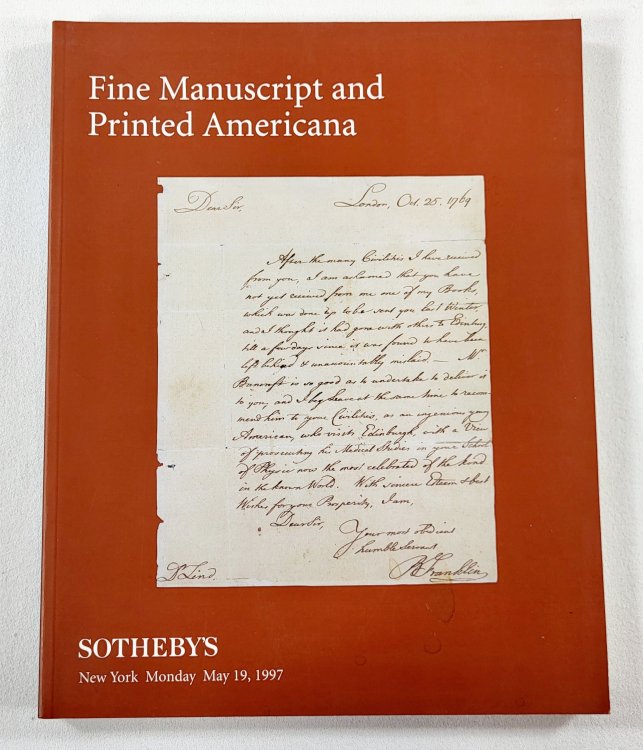 Fine Manuscript and
Printed Americana
Dear Sir,
London, Oct. 25. 1769
After the many Civilities I have received
from you, I am ashamed that you have
not yet received from me one of my Books,
which was done up to be sent you last Winter,
and I thought it had gone with others to Edinburg
till a few days since it was found to have been
left behind & unaccountably mislaid — Mr
Bancroft is so good as to undertake to deliver it
to you, and I beg leave at the same time to recom-
mend him to your Civilities, as an ingenious young
American, who visits Edinburgh, with a View
of prosecuting his Medical Studies in your School
of Physic now the most celebrated of the kind
in the known World. With sincere Esteem & best
Wishes for your Prosperity, I am,
Dear Sir,
Your most obedient
humble Servant
B Franklin
Dr Lind.
SOTHEBY'S
New York Monday May 19, 1997